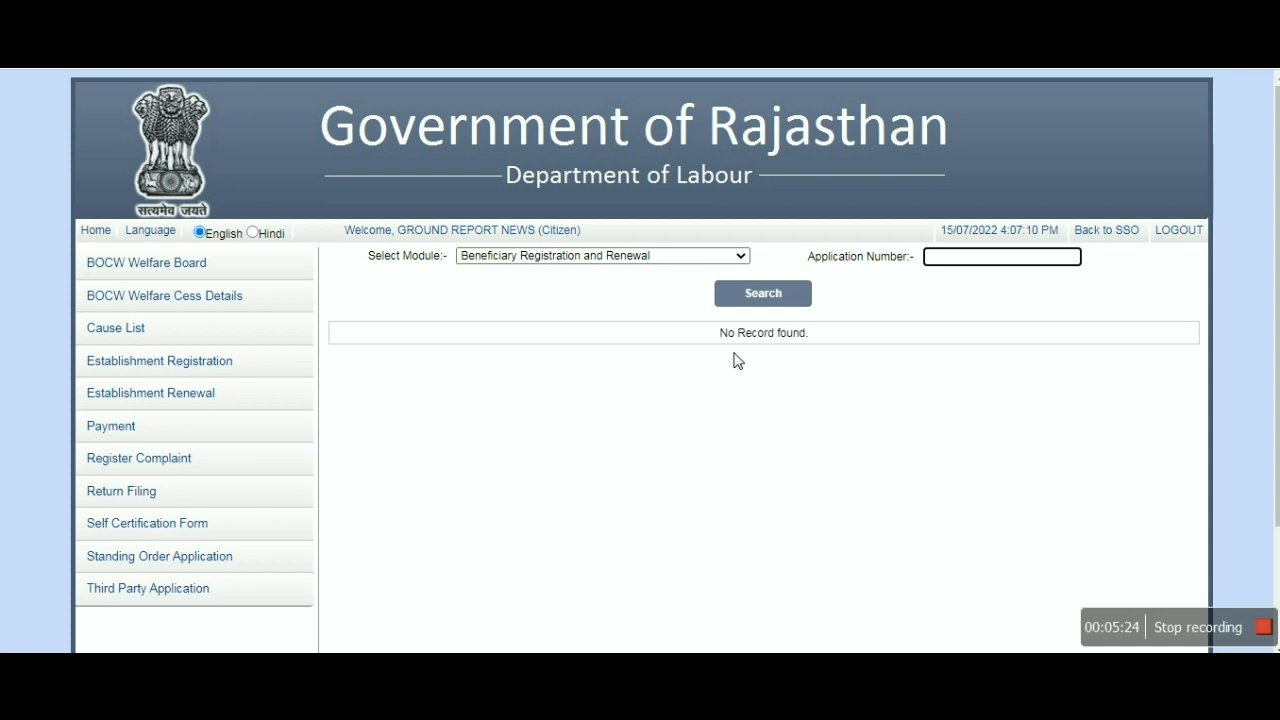 Government of Rajasthan
Department of Labour
सत्यमेव जयते
Home Language English Hindi Welcome, GROUND REPORT NEWS (Citizen) 15/07/2022 4:07:10 PM Back to SSO LOGOUT
Select Module:- Beneficiary Registration and Renewal Application Number:-
Search
No Record found.
BOCW Welfare Board
BOCW Welfare Cess Details
Cause List
Establishment Registration
Establishment Renewal
Payment
Register Complaint
Return Filing
Self Certification Form
Standing Order Application
Third Party Application
00:05:24 Stop recording